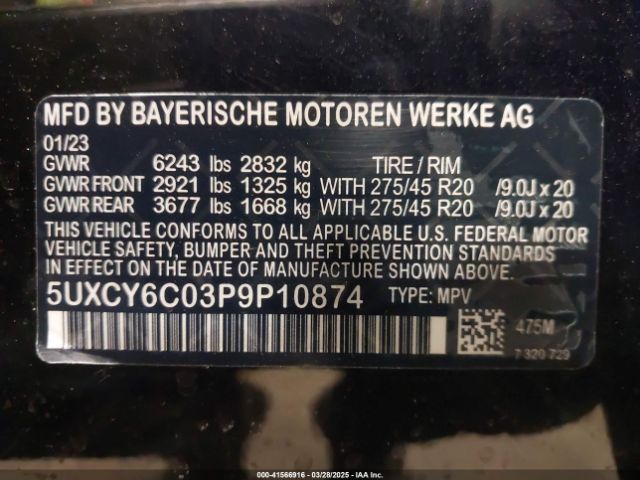 MFD BY BAYERISCHE MOTOREN WERKE AG
01/23
GVWR 6243 lbs 2832 kg TIRE / RIM
GVWR FRONT 2921 lbs 1325 kg WITH 275/45 R20 /9.0J x 20
GVWR REAR 3677 lbs 1668 kg WITH 275/45 R20 /9.0J x 20
THIS VEHICLE CONFORMS TO ALL APPLICABLE U.S. FEDERAL MOTOR
VEHICLE SAFETY, BUMPER AND THEFT PREVENTION STANDARDS
IN EFFECT ON THE DATE OF MANUFACTURE SHOWN ABOVE.
5UXCY6C03P9P10874 TYPE: MPV
475M
7 320 729
000-41566916 | 03/28/2025 | IAA Inc.